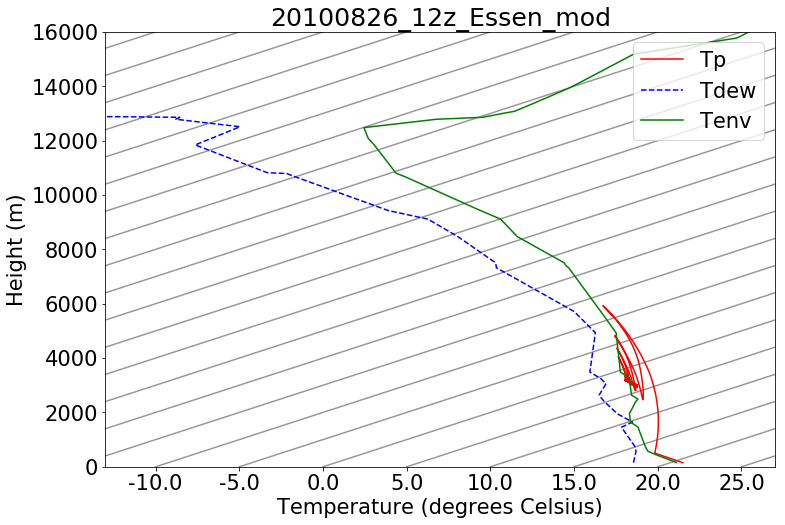 20100826_12z_Essen_mod
Tp
Tdew
Tenv
Height (m)
16000
14000
12000
10000
8000
6000
4000
2000
0
-10.0 -5.0 0.0 5.0 10.0 15.0 20.0 25.0
Temperature (degrees Celsius)